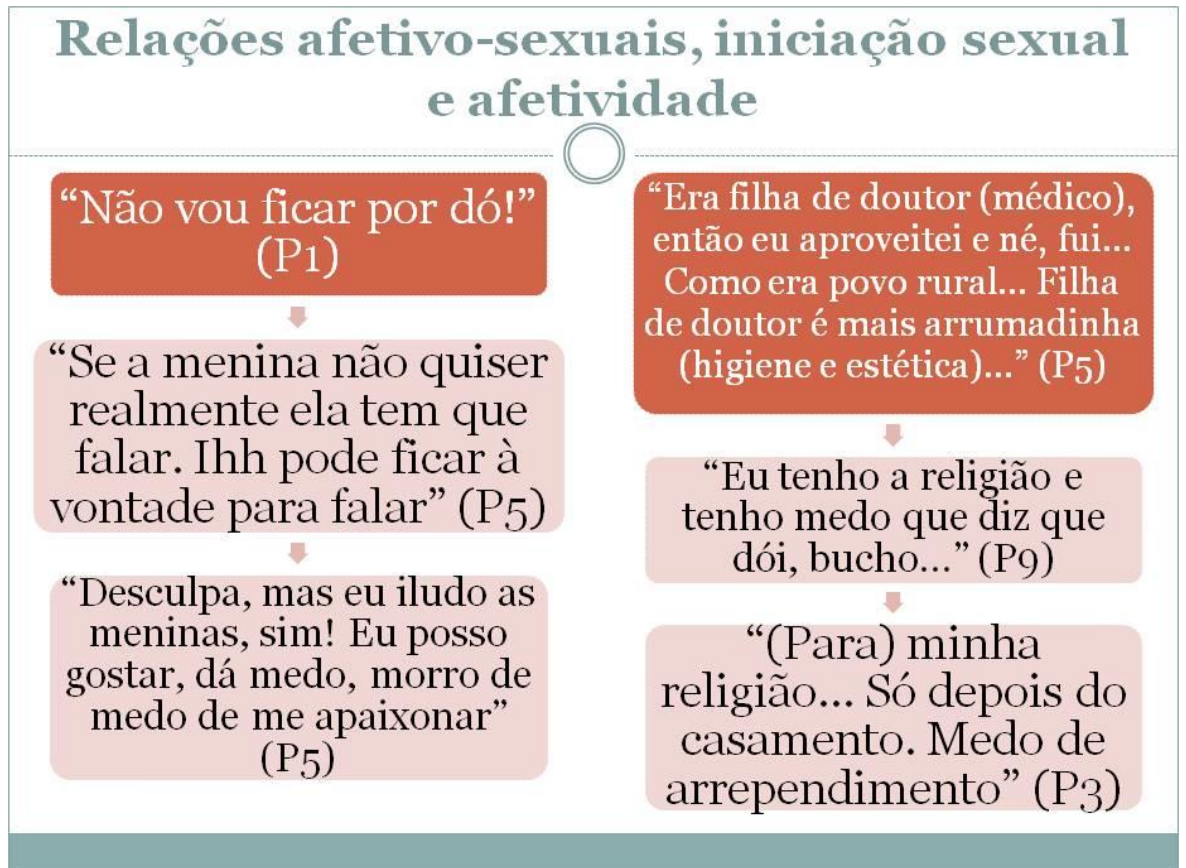 Relações afetivo-sexuais, iniciação sexual
e afetividade
“Não vou ficar por dó!”
(P1)
“Se a menina não quiser
realmente ela tem que
falar. Ihh pode ficar à
vontade para falar” (P5)
“Desculpa, mas eu iludo as
meninas, sim! Eu posso
gostar, dá medo, morro de
medo de me apaixonar”
(P5)
“Era filha de doutor (médico),
então eu aproveitei e né, fui...
Como era povo rural... Filha
de doutor é mais arrumadinha
(higiene e estética)...” (P5)
“Eu tenho a religião e
tenho medo que diz que
dói, bucho...” (P9)
“(Para) minha
religião... Só depois do
casamento. Medo de
arrependimento” (P3)